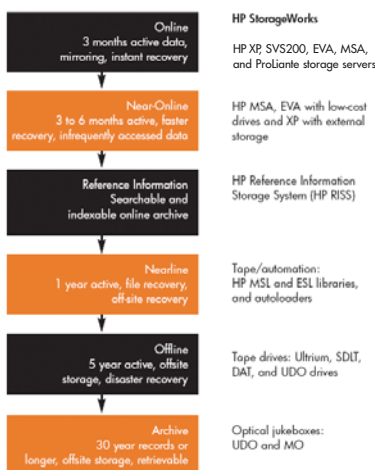 Online
3 months active data,
mirroring, instant recovery
HP StorageWorks
HP XP, SVS200, EVA, MSA,
and ProLiante storage servers
Near-Online
3 to 6 months active, faster
recovery, infrequently accessed data
HP MSA, EVA with low-cost
drives and XP with external
storage
Reference Information
Searchable and
indexable online archive
HP Reference Information
Storage System (HP RISS)
Nearline
1 year active, file recovery,
off-site recovery
Tape/automation:
HP MSL and ESL libraries,
and autoloaders
Offline
5 year active, offsite
storage, disaster recovery
Tape drives: Ultrium, SDLT,
DAT, and UDO drives
Archive
30 year records or
longer, offsite storage, retrievable
Optical jukeboxes:
UDO and MO